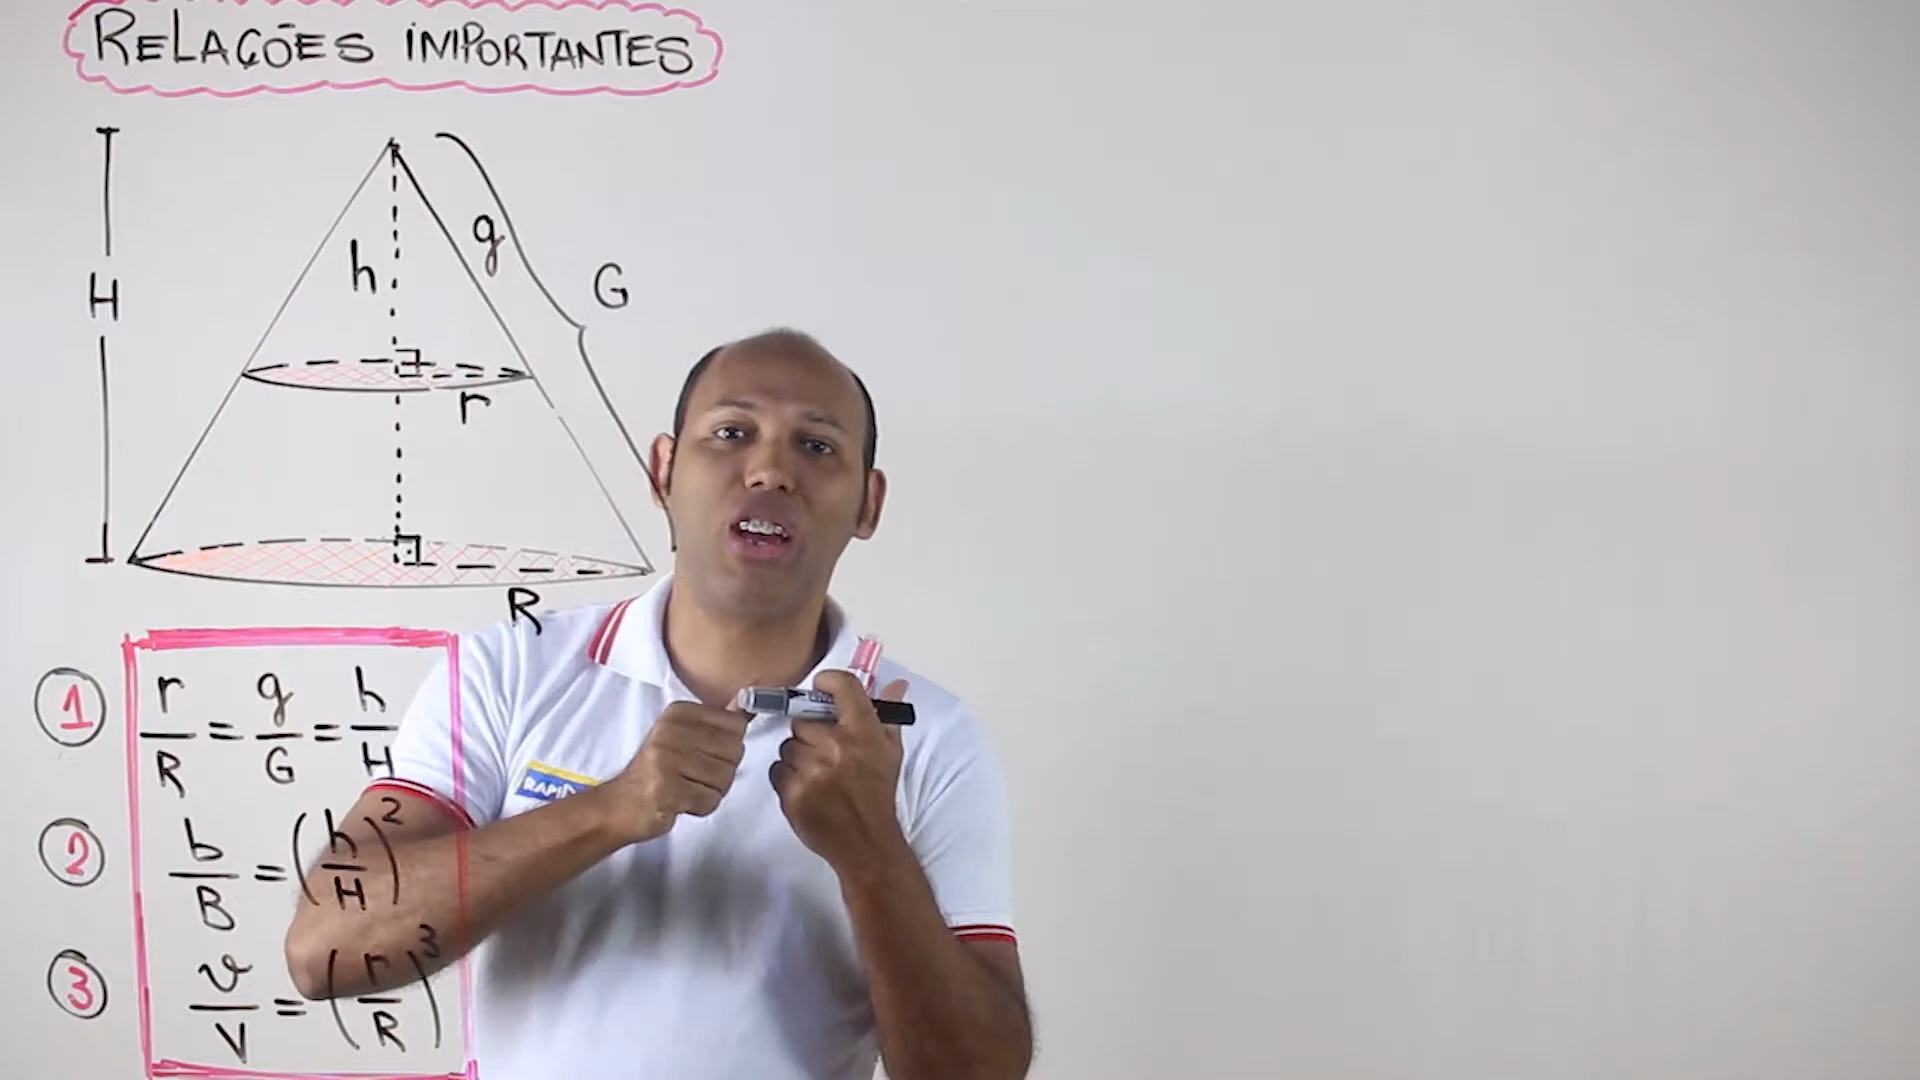 RELAÇÕES IMPORTANTES
H
h
g
G
r
R
1 r/R = g/G = h/H
2 b/B = (h/H)²
3 v/V = (r/R)³